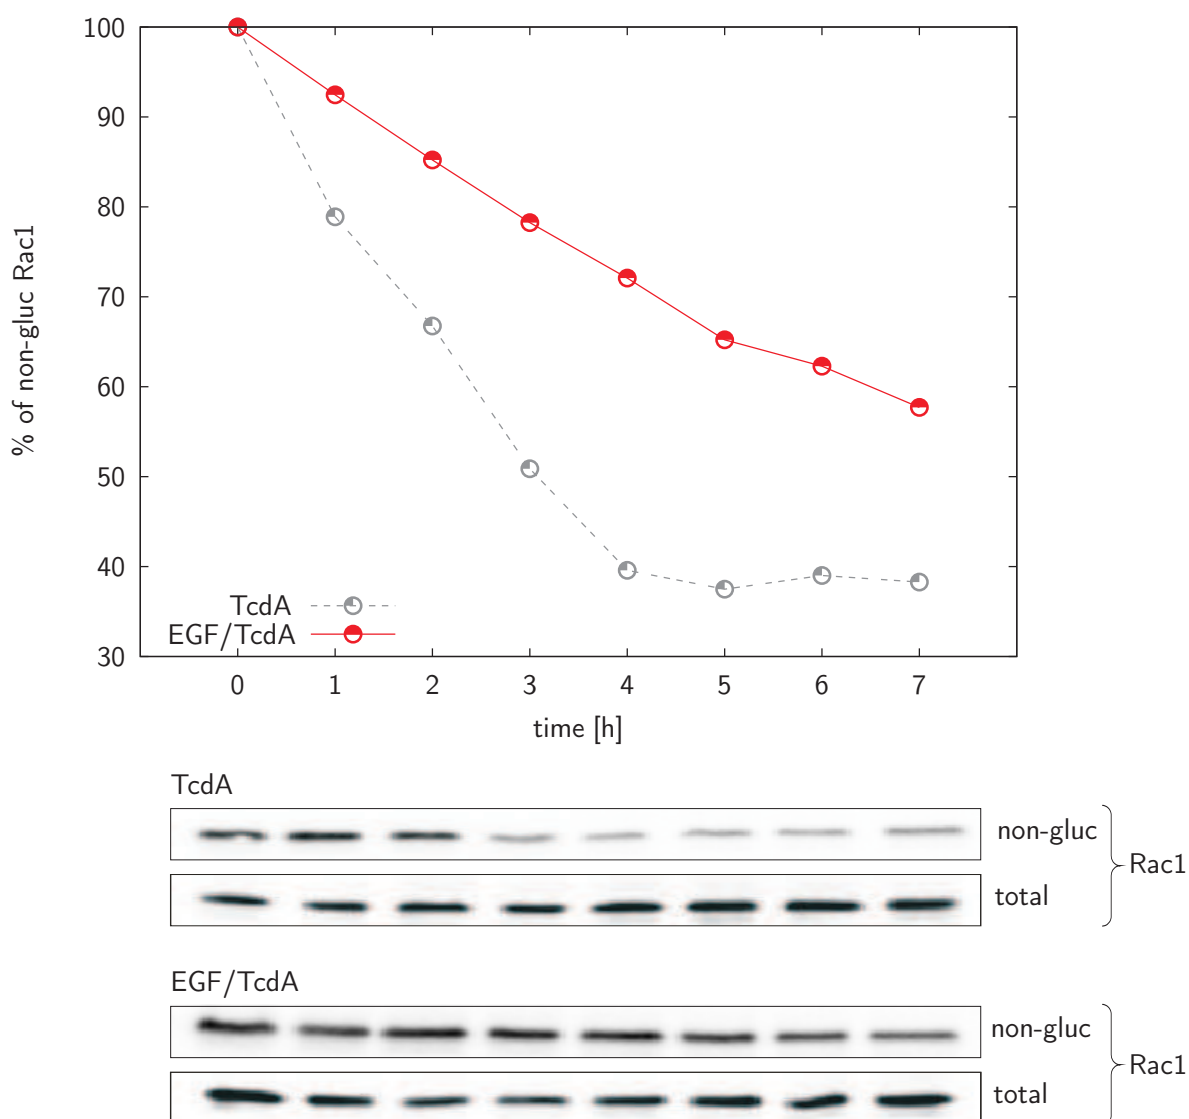 100
90
80
70
60
50
40
30
% of non-gluc Rac1
TcdA
EGF/TcdA
0 1 2 3 4 5 6 7
time [h]
TcdA
non-gluc
total
Rac1
EGF/TcdA
non-gluc
total
Rac1